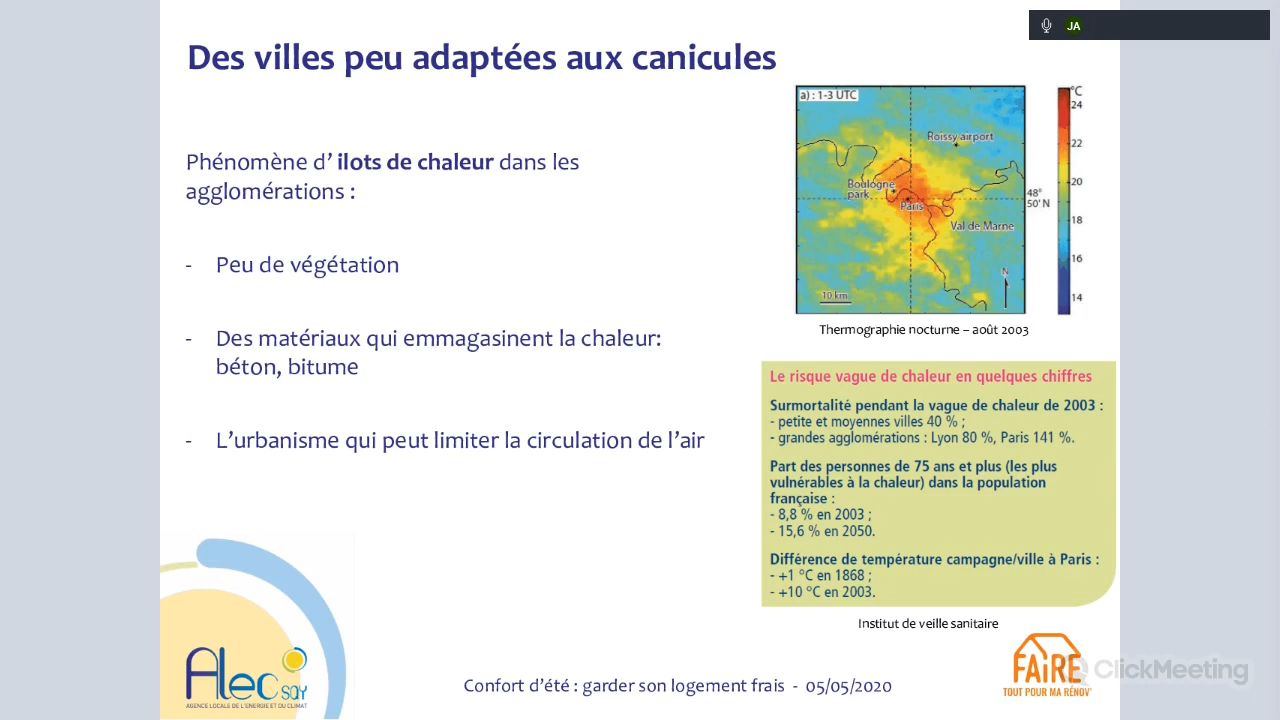 JA
Des villes peu adaptées aux canicules
Phénomène d’ ilots de chaleur dans les
agglomérations :
- Peu de végétation
- Des matériaux qui emmagasinent la chaleur:
béton, bitume
- L’urbanisme qui peut limiter la circulation de l’air
a) : 1-3 UTC
Roissy airport
Boulogne
park
Paris
Val de Marne
N
10 km
48°
50' N
°C
24
22
20
18
16
14
Thermographie nocturne – août 2003
Le risque vague de chaleur en quelques chiffres
Surmortalité pendant la vague de chaleur de 2003 :
- petite et moyennes villes 40 % ;
- grandes agglomérations : Lyon 80 %, Paris 141 %.
Part des personnes de 75 ans et plus (les plus
vulnérables à la chaleur) dans la population
française :
- 8,8 % en 2003 ;
- 15,6 % en 2050.
Différence de température campagne/ville à Paris :
- +1 °C en 1868 ;
- +10 °C en 2003.
Institut de veille sanitaire
Alec SQY
AGENCE LOCALE DE L'ENERGIE ET DU CLIMAT
Confort d’été : garder son logement frais - 05/05/2020
FAIRE
TOUT POUR MA RÉNOV'
ClickMeeting